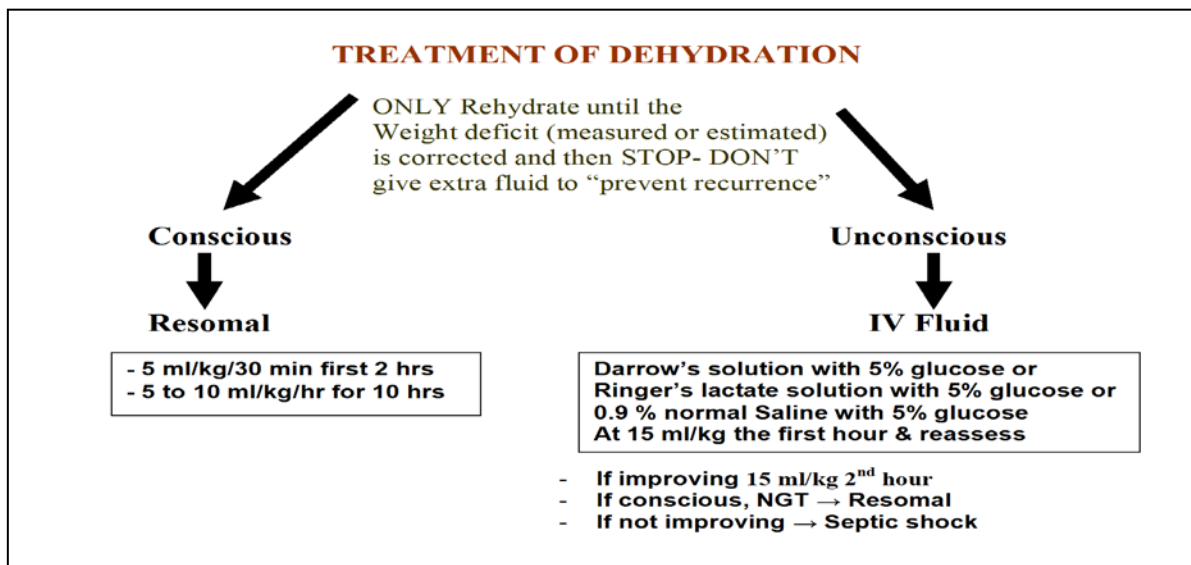 TREATMENT OF DEHYDRATION
ONLY Rehydrate until the
Weight deficit (measured or estimated)
is corrected and then STOP- DON'T
give extra fluid to “prevent recurrence”
Conscious
Resomal
- 5 ml/kg/30 min first 2 hrs
- 5 to 10 ml/kg/hr for 10 hrs
Unconscious
IV Fluid
Darrow's solution with 5% glucose or
Ringer's lactate solution with 5% glucose or
0.9 % normal Saline with 5% glucose
At 15 ml/kg the first hour & reassess
- If improving 15 ml/kg 2nd hour
- If conscious, NGT → Resomal
- If not improving → Septic shock